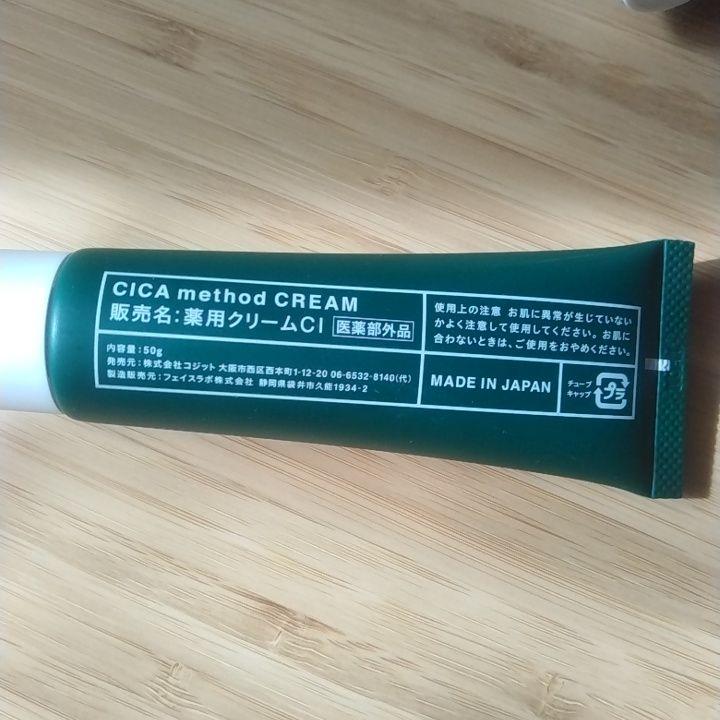 CICA method CREAM
販売名:薬用クリームCI 医薬部外品
内容量:50g
発売元:株式会社コジット 大阪市西区西本町1-12-20 06-6532-8140(代)
製造販売元:フェイスラボ株式会社 静岡県袋井市久能1934-2
使用上の注意 お肌に異常が生じていない
かよく注意して使用してください。お肌に
合わないときは、ご使用をおやめください。
MADE IN JAPAN
チューブ
キャップ
プラ